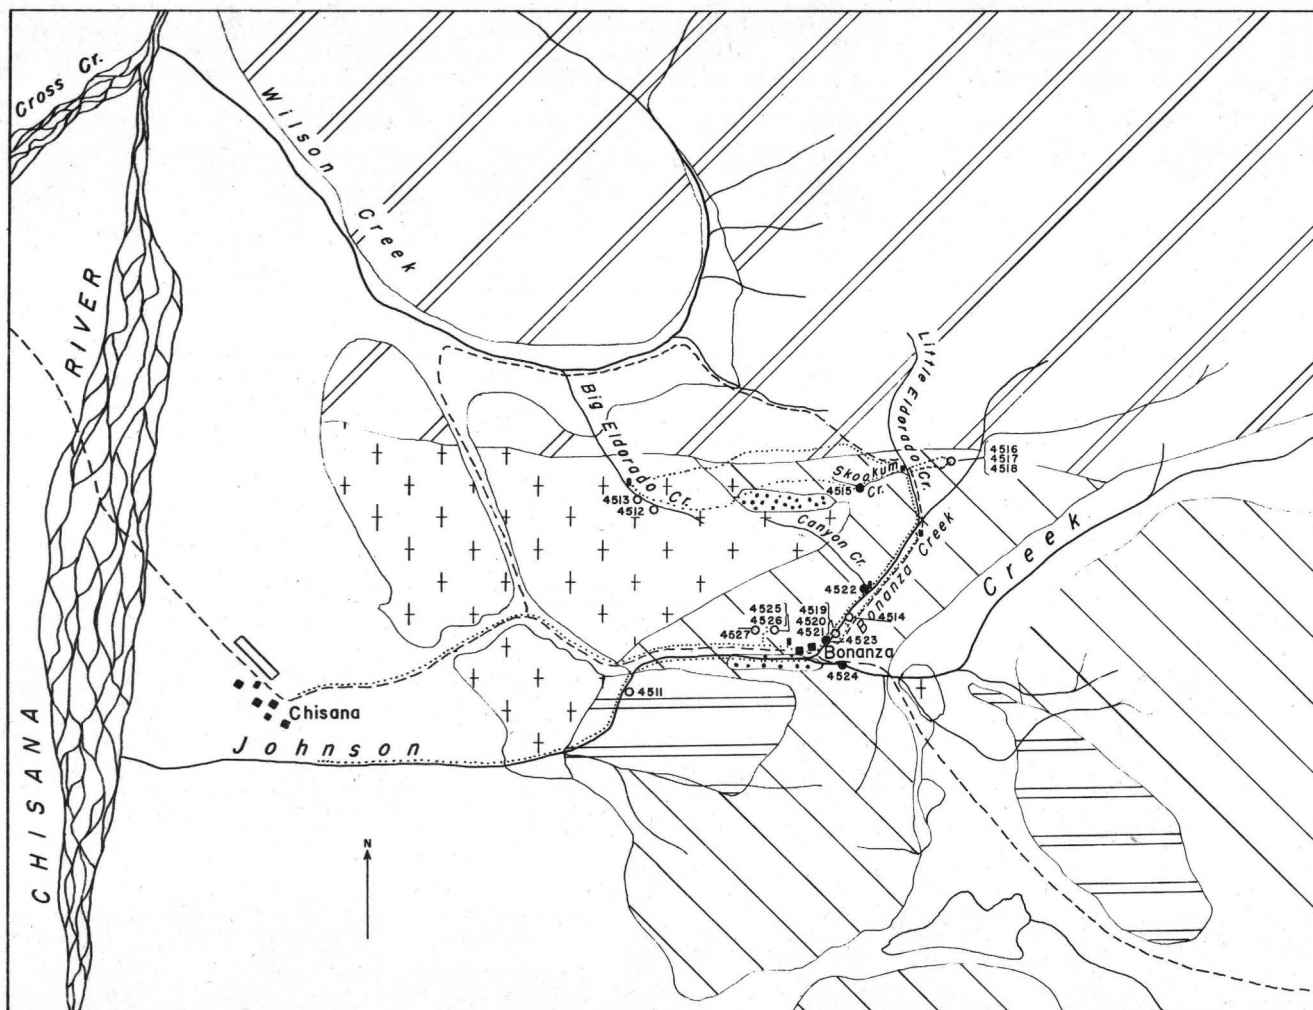 Cross Cr.
Wilson
Creek
RIVER
CHISANA
Big Eldorado Cr.
Little Eldorado Cr.
4516
4517
4518
Skookum
Cr.
4515
4513
4512
Canyon Cr.
Bonanza Creek
Creek
4522
4525
4526
4527
4519
4520
4521
4514
4523
Bonanza
4524
4511
Chisana
Johnson
N